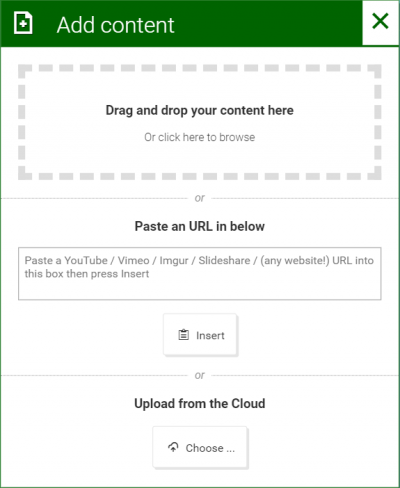 Add content
Drag and drop your content here
Or click here to browse
or
Paste an URL in below
Paste a YouTube / Vimeo / Imgur / Slideshare / (any website!) URL into
this box then press Insert
Insert
or
Upload from the Cloud
Choose ...